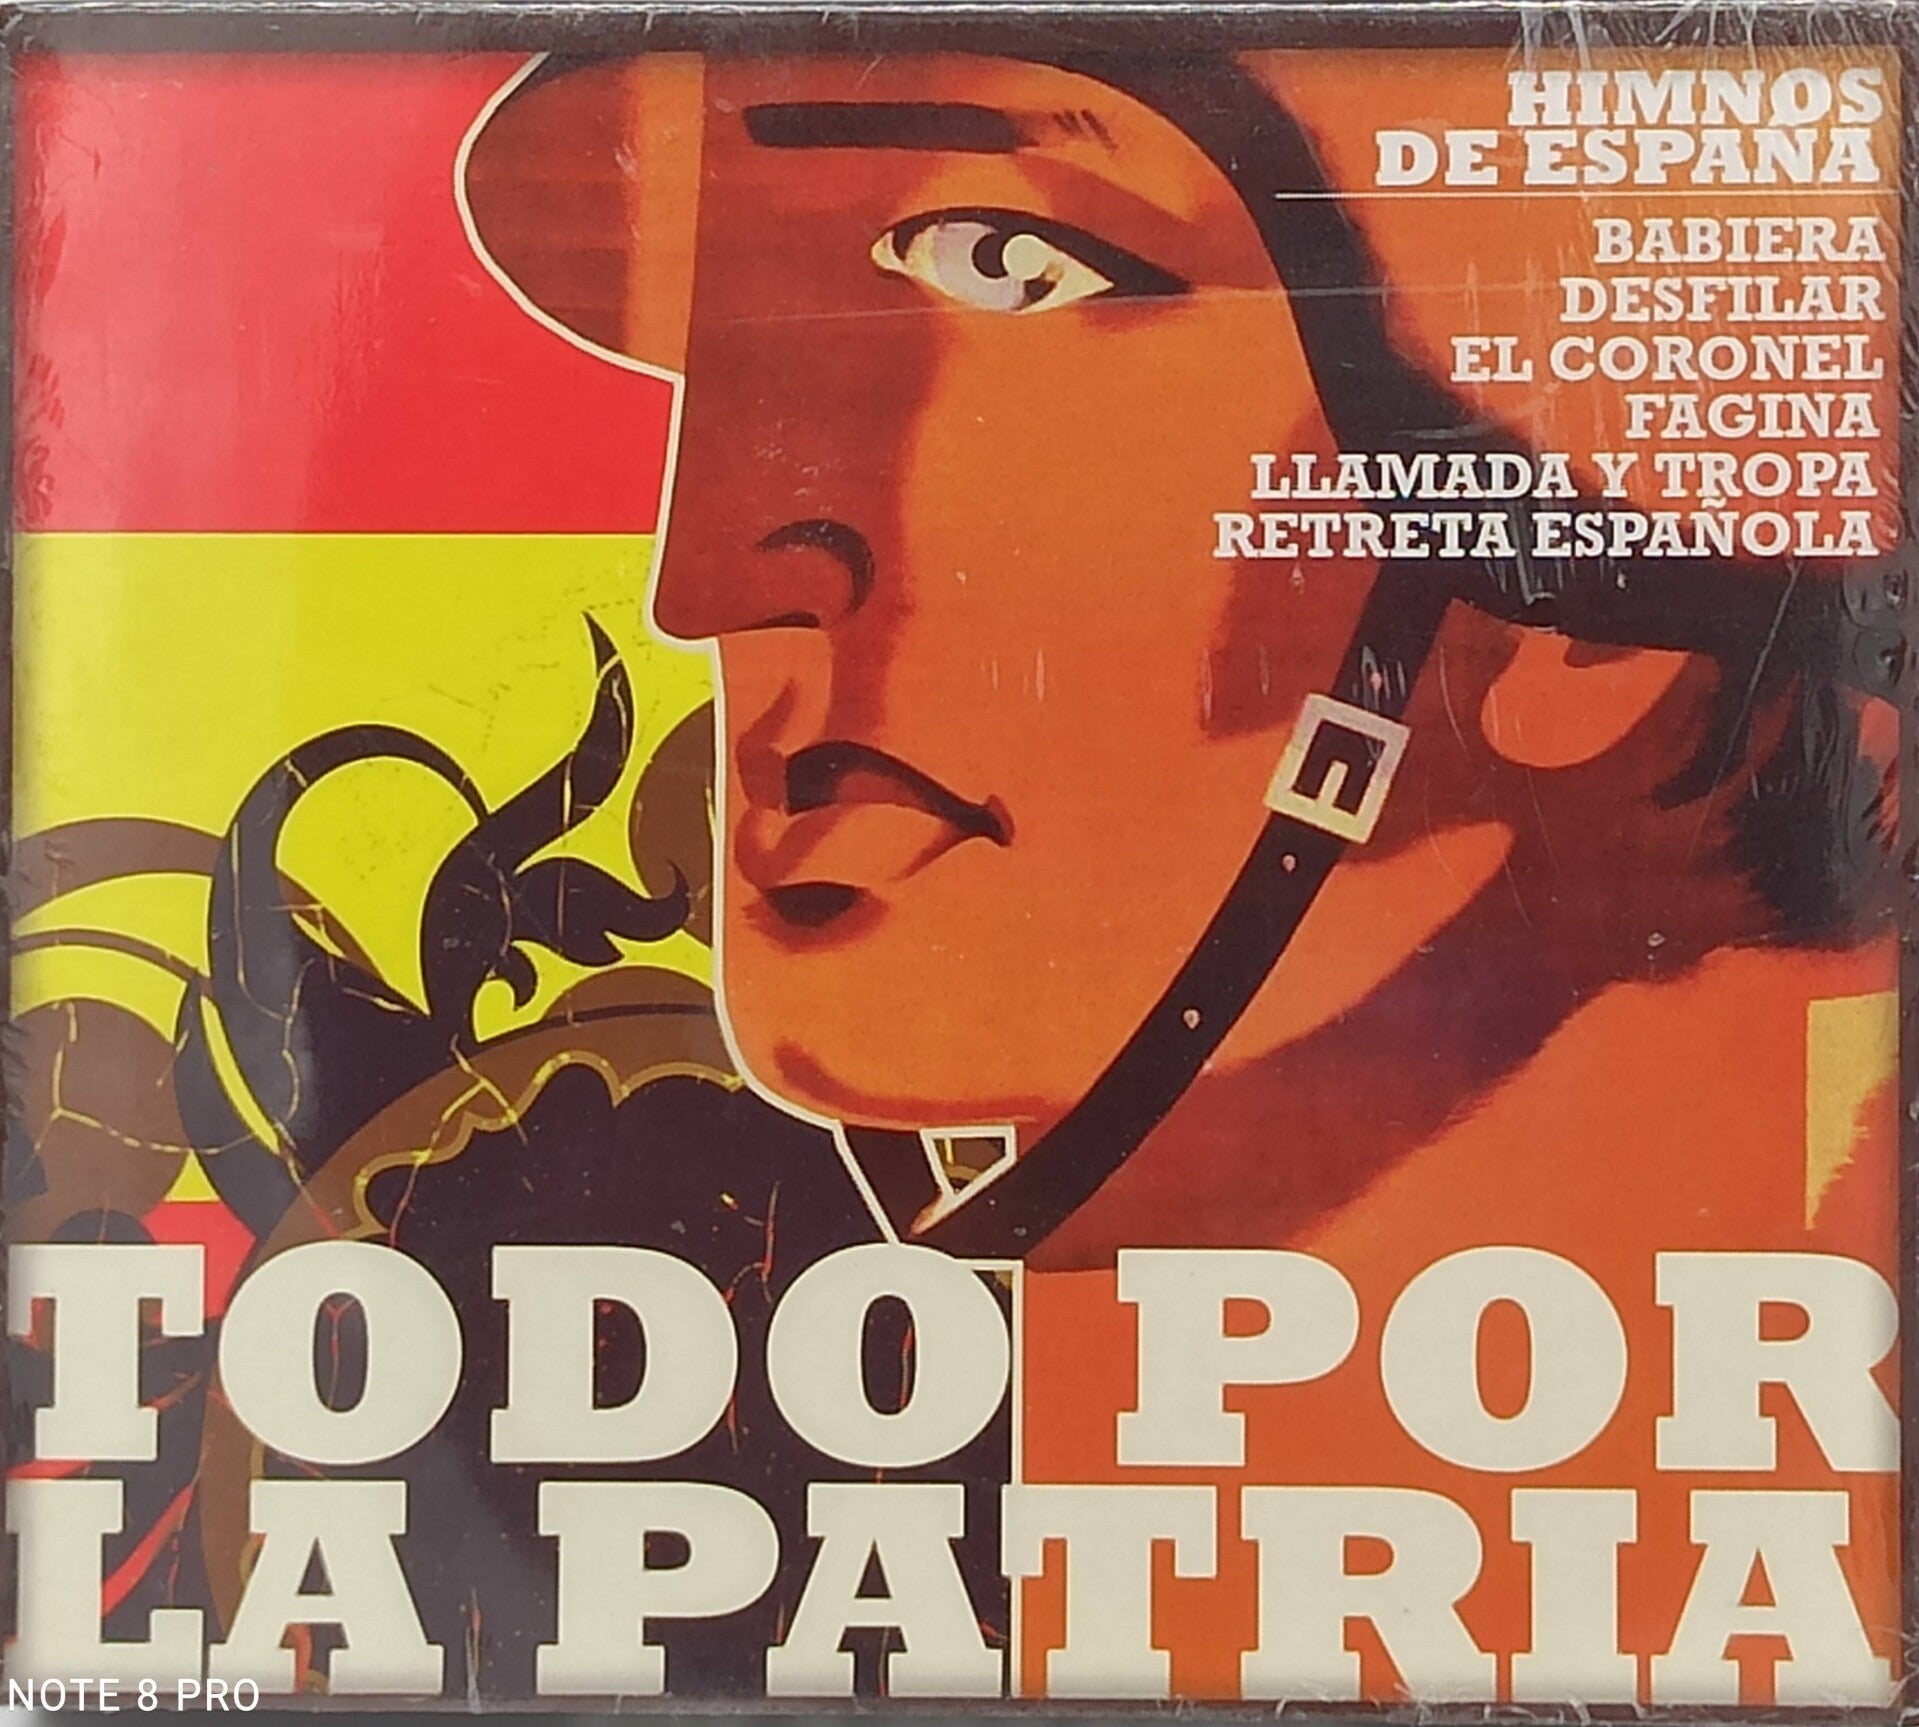 HIMNOS
DE ESPAÑA
BABIERA
DESFILAR
EL CORONEL
FAGINA
LLAMADA Y TROPA
RETRETA ESPAÑOLA
TODO POR
LA PATRIA
NOTE 8 PRO